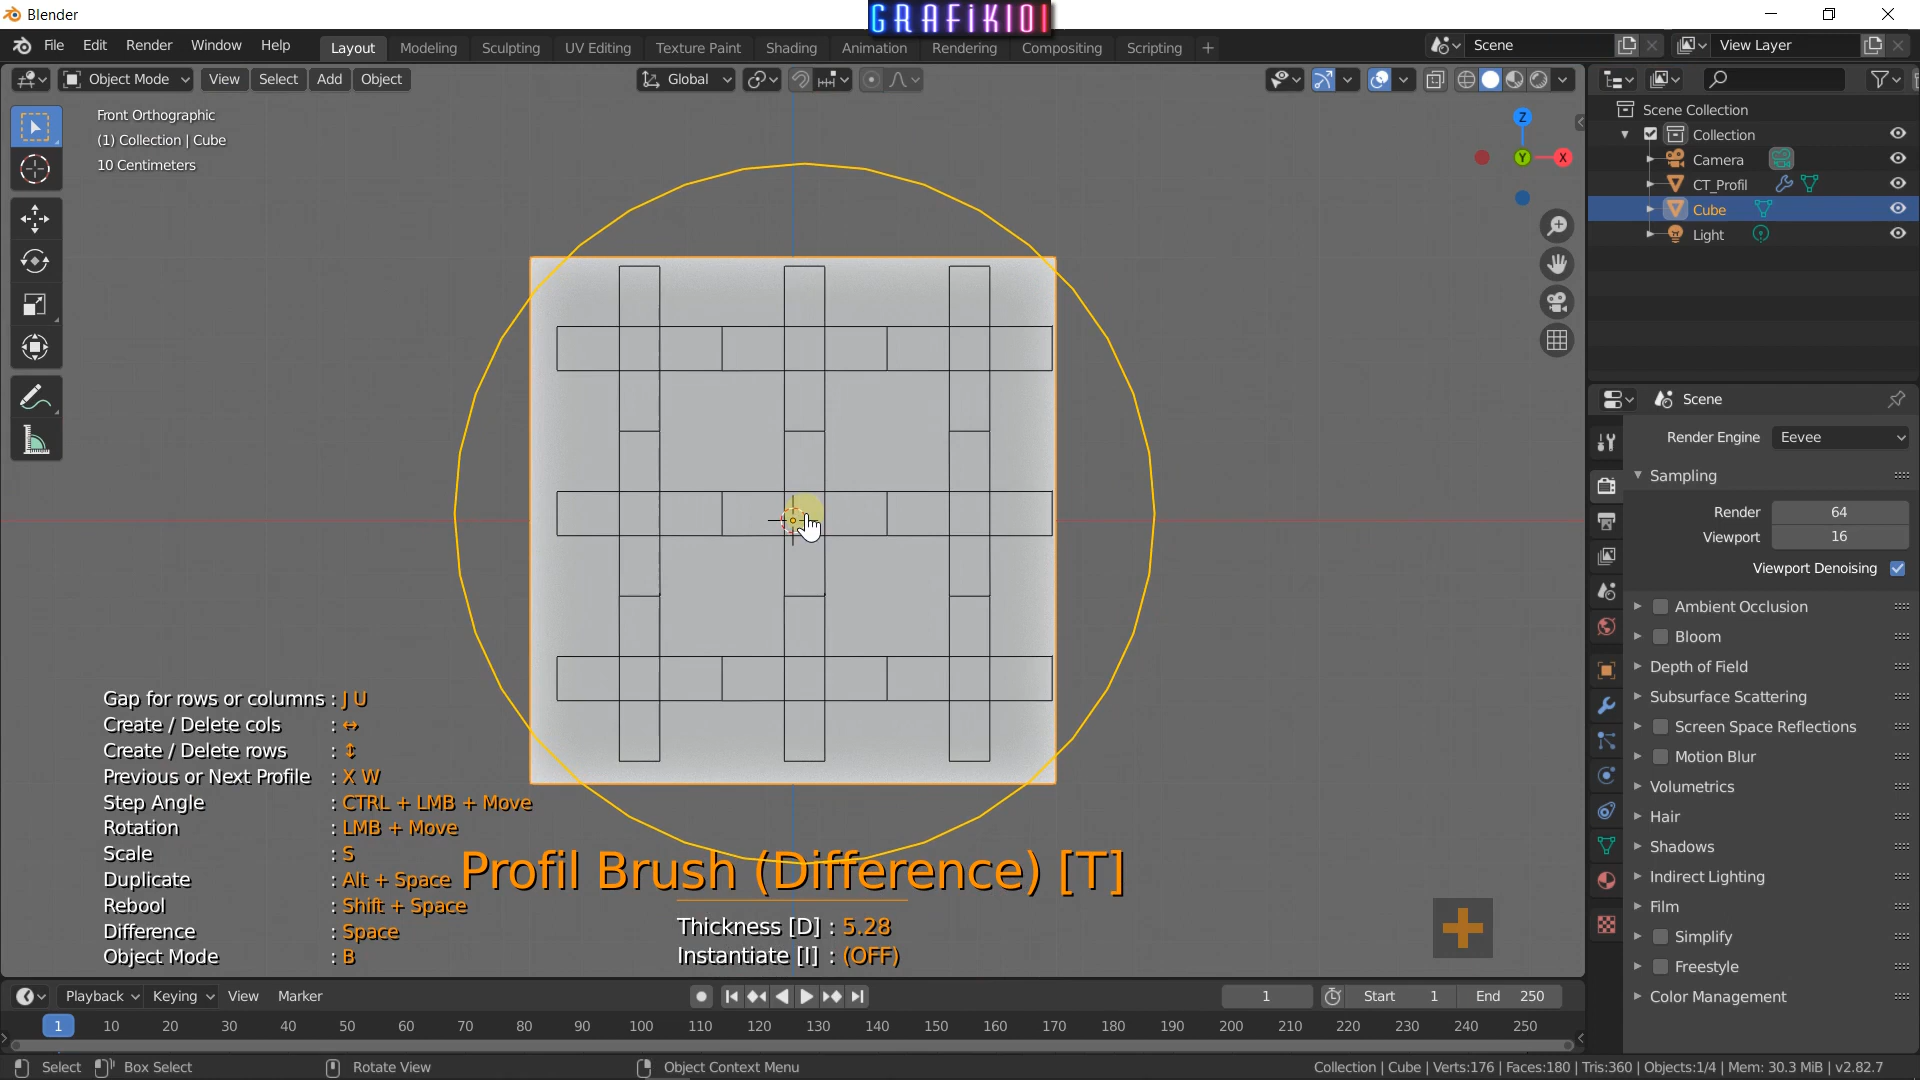 Blender
GRAFiK101
File Edit Render Window Help
Layout Modeling Sculpting UV Editing Texture Paint Shading Animation Rendering Compositing Scripting +
Scene
View Layer
Object Mode View Select Add Object
Global
Front Orthographic
(1) Collection | Cube
10 Centimeters
Z
Y
X
Scene Collection
Collection
Camera
CT_Profil
Cube
Light
Scene
Render Engine Eevee
Sampling
Render 64
Viewport 16
Viewport Denoising
Ambient Occlusion
Bloom
Depth of Field
Subsurface Scattering
Screen Space Reflections
Motion Blur
Volumetrics
Hair
Shadows
Indirect Lighting
Film
Simplify
Freestyle
Color Management
Gap for rows or columns : J U
Create / Delete cols : ↔
Create / Delete rows : ↕
Previous or Next Profile : X W
Step Angle : CTRL + LMB + Move
Rotation : LMB + Move
Scale : S
Duplicate : Alt + Space
Rebool : Shift + Space
Difference : Space
Object Mode : B
Profil Brush (Difference) [T]
Thickness [D] : 5.28
Instantiate [I] : (OFF)
Playback Keying View Marker
1 Start 1 End 250
1 10 20 30 40 50 60 70 80 90 100 110 120 130 140 150 160 170 180 190 200 210 220 230 240 250
Select Box Select Rotate View Object Context Menu
Collection | Cube | Verts:176 | Faces:180 | Tris:360 | Objects:1/4 | Mem: 30.3 MiB | v2.82.7